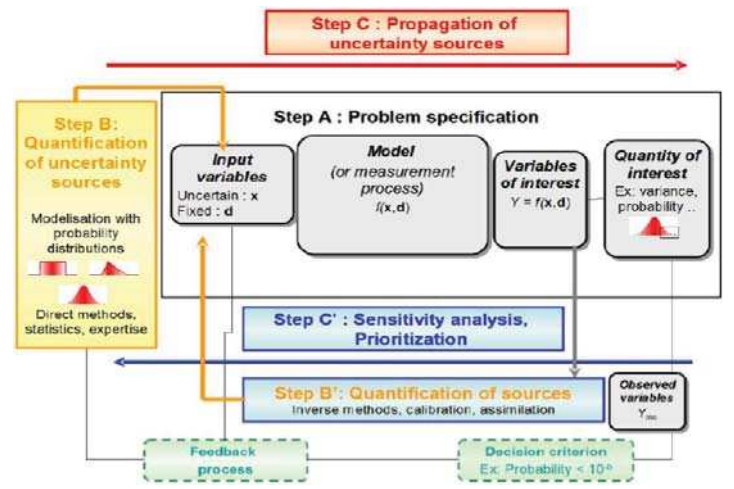 Step C : Propagation of
uncertainty sources
Step A : Problem specification
Step B:
Quantification
of uncertainty
sources
Modelisation with
probability
distributions
Direct methods,
statistics, expertise
Input
variables
Uncertain : x
Fixed : d
Model
(or measurement
process)
f(x,d)
Variables
of interest
Y = f(x,d)
Quantity of
interest
Ex: variance,
probability ..
Step C' : Sensitivity analysis,
Prioritization
Step B': Quantification of sources
Inverse methods, calibration, assimilation
Observed
variables
Y
Feedback
process
Decision criterion
Ex: Probability < 10